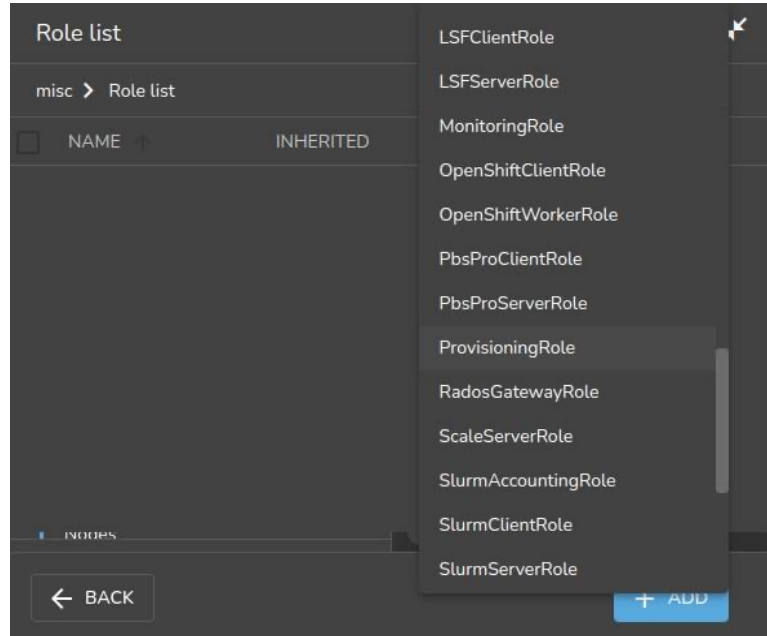 Role list
misc > Role list
NAME ↑ INHERITED
Nodes
← BACK
LSFClientRole
LSFServerRole
MonitoringRole
OpenShiftClientRole
OpenShiftWorkerRole
PbsProClientRole
PbsProServerRole
ProvisioningRole
RadosGatewayRole
ScaleServerRole
SlurmAccountingRole
SlurmClientRole
SlurmServerRole
+ ADD